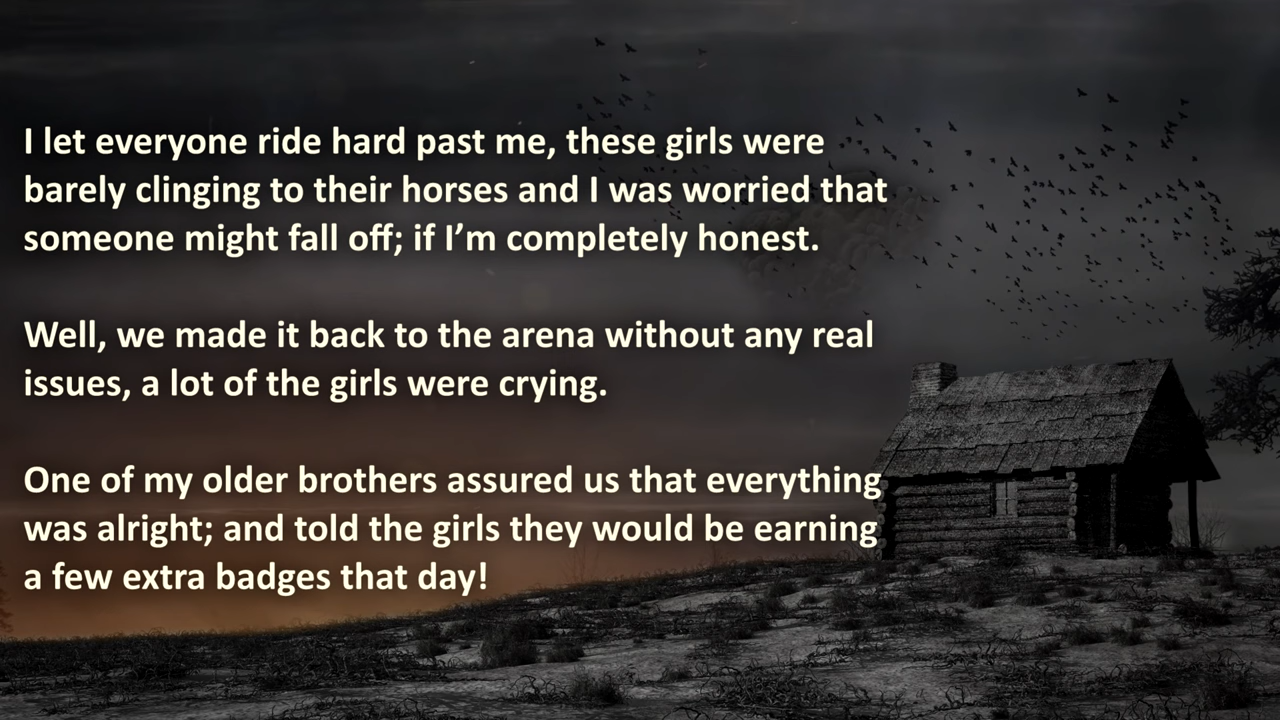 I let everyone ride hard past me, these girls were
barely clinging to their horses and I was worried that
someone might fall off; if I’m completely honest.
Well, we made it back to the arena without any real
issues, a lot of the girls were crying.
One of my older brothers assured us that everything
was alright; and told the girls they would be earning
a few extra badges that day!